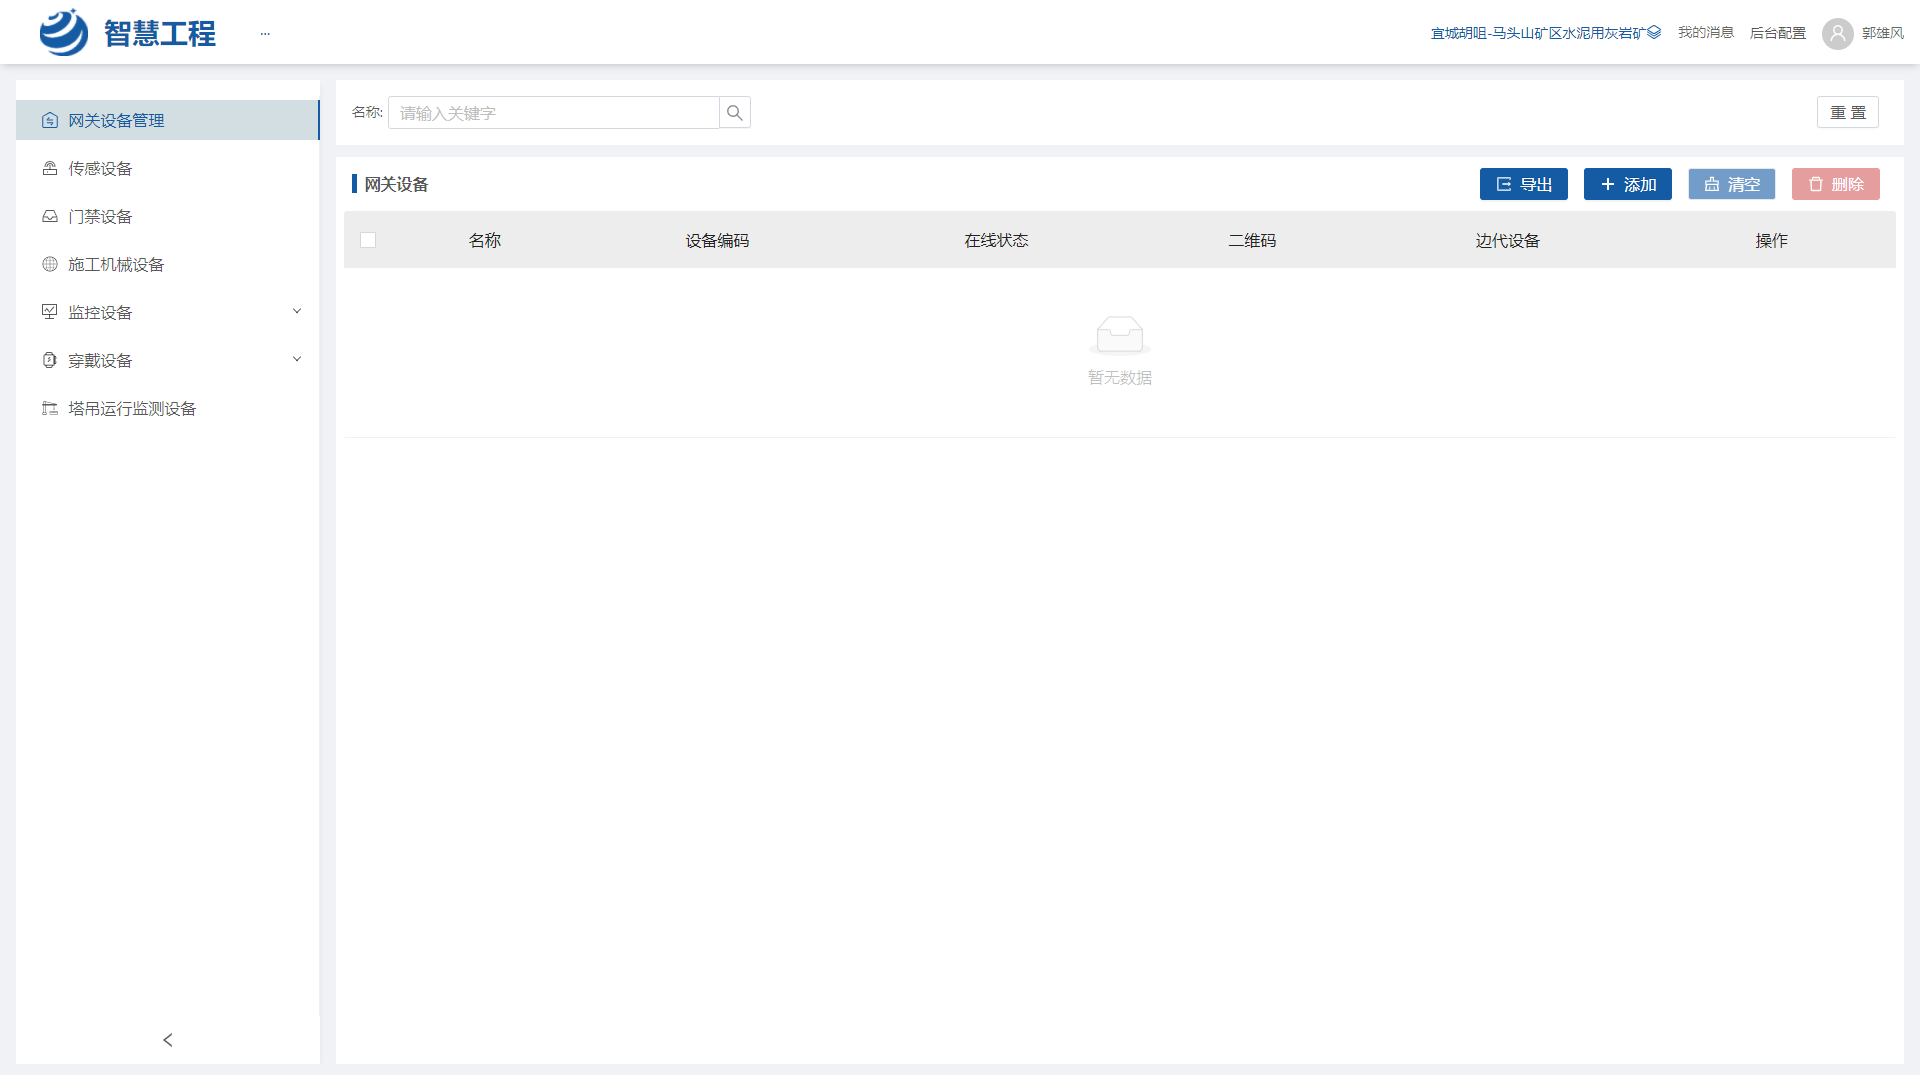 智慧工程
...
宜城胡咀-马头山矿区水泥用灰岩矿
我的消息
后台配置
郭雄风
网关设备管理
传感设备
门禁设备
施工机械设备
监控设备
穿戴设备
塔吊运行监测设备
名称:
请输入关键字
重 置
网关设备
导出
添加
清空
删除
名称 设备编码 在线状态 二维码 边代设备 操作
暂无数据